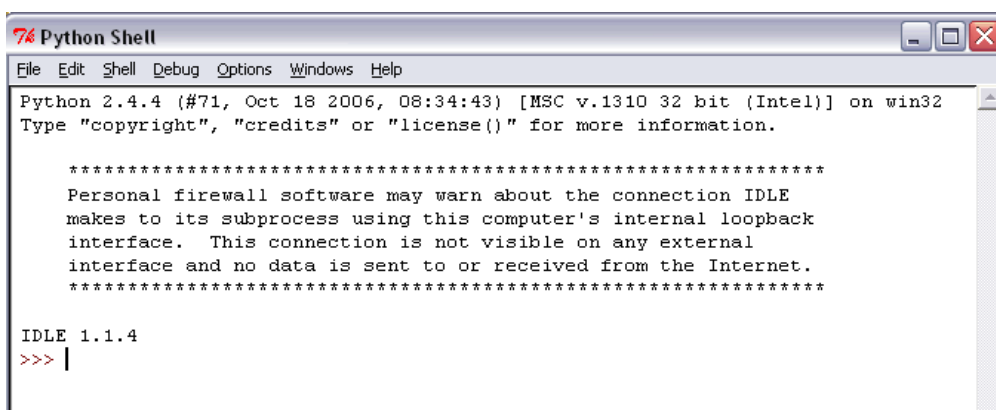 Python Shell
File Edit Shell Debug Options Windows Help
Python 2.4.4 (#71, Oct 18 2006, 08:34:43) [MSC v.1310 32 bit (Intel)] on win32
Type "copyright", "credits" or "license()" for more information.
****************************************************************
Personal firewall software may warn about the connection IDLE
makes to its subprocess using this computer's internal loopback
interface.  This connection is not visible on any external
interface and no data is sent to or received from the Internet.
****************************************************************
IDLE 1.1.4
>>>